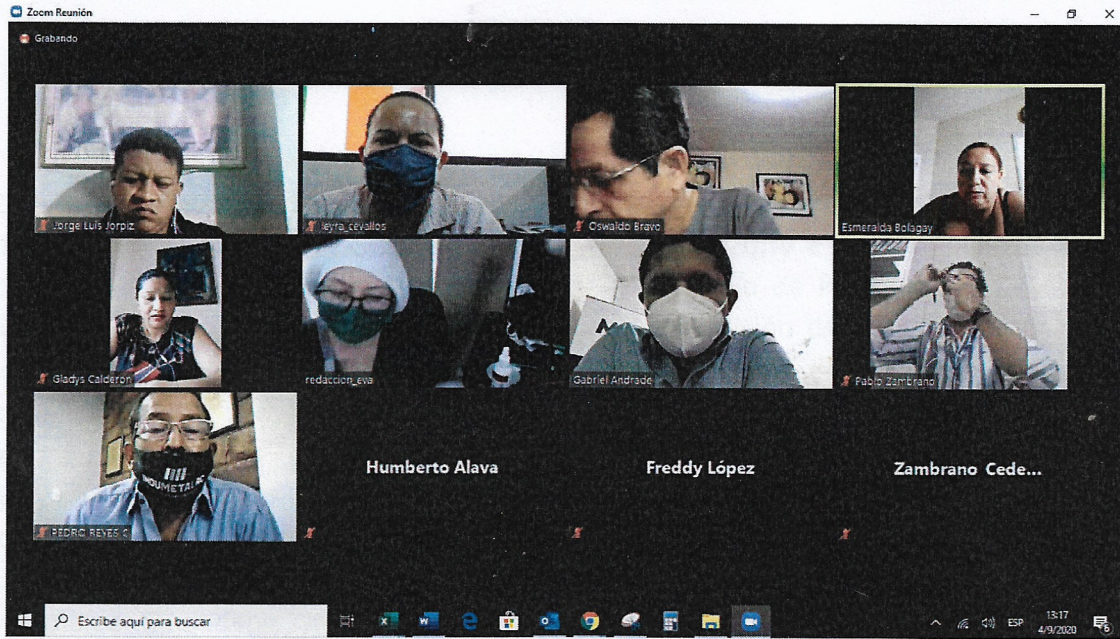 Zoom Reunión
Grabando
Jorge Luis Jorpiz
leyra_cevallos
Oswaldo Bravo
Esmeralda Bolagay
Gladys Calderon
redaccion_eva
Gabriel Andrade
Pablo Zambrano
INDUMETALRC
PEDRO REYES C
Humberto Alava
Freddy López
Zambrano Cede...
Escribe aquí para buscar
ESP
13:17
4/9/2020